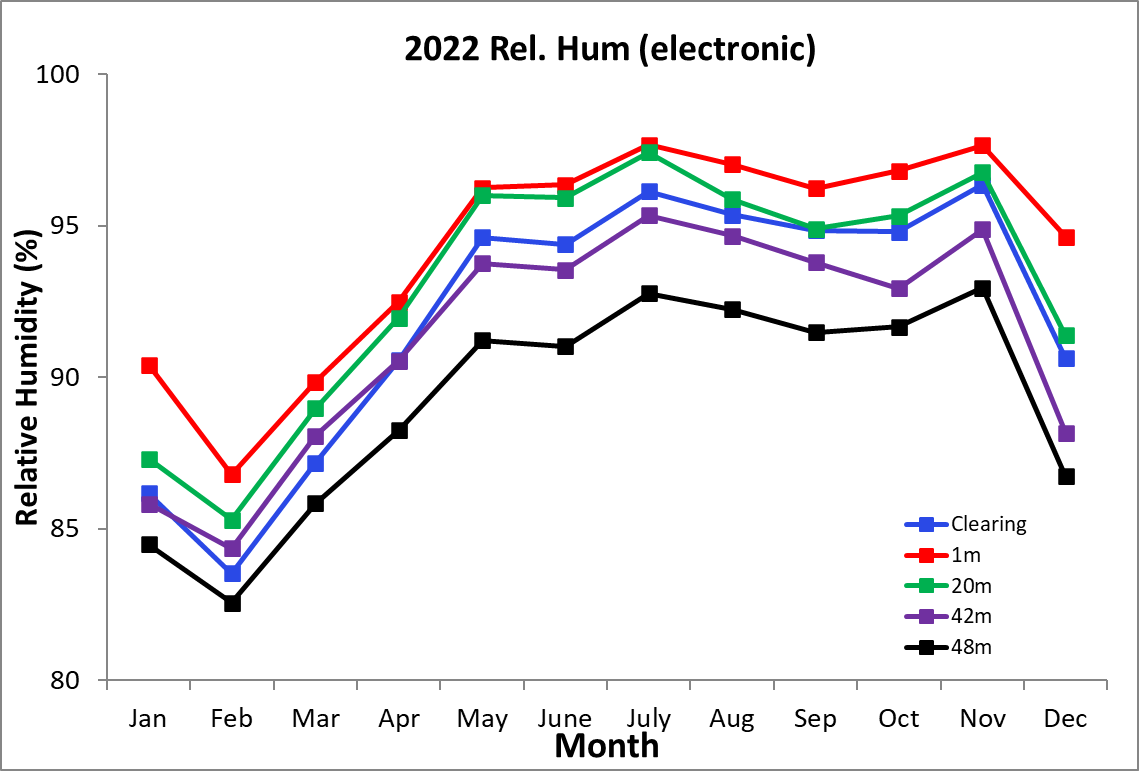 2022 Rel. Hum (electronic)
100
95
90
85
80
Relative Humidity (%)
Clearing
1m
20m
42m
48m
Jan Feb Mar Apr May June July Aug Sep Oct Nov Dec
Month